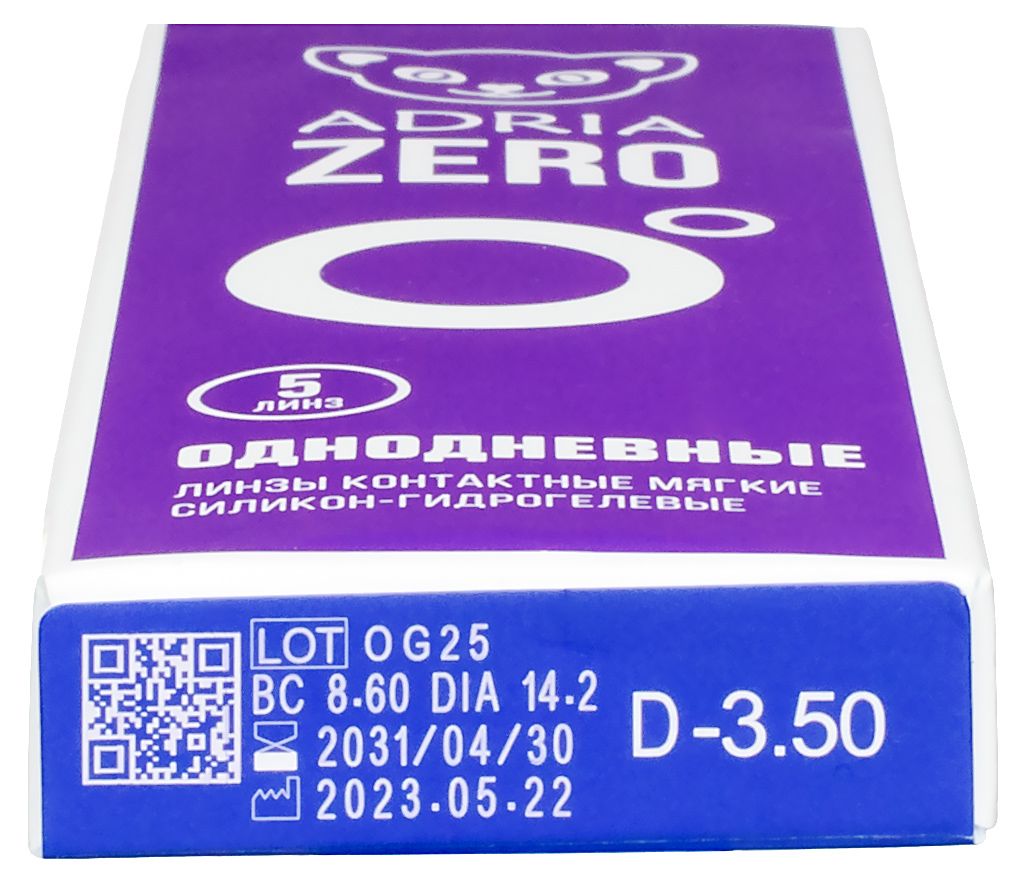 ADRIA
ZERO
0°
5
ЛИНЗ
ОДНОДНЕВНЫЕ
ЛИНЗЫ КОНТАКТНЫЕ МЯГКИЕ
СИЛИКОН-ГИДРОГЕЛЕВЫЕ
LOT OG25
BC 8.60 DIA 14.2
2031/04/30
2023.05.22
D-3.50